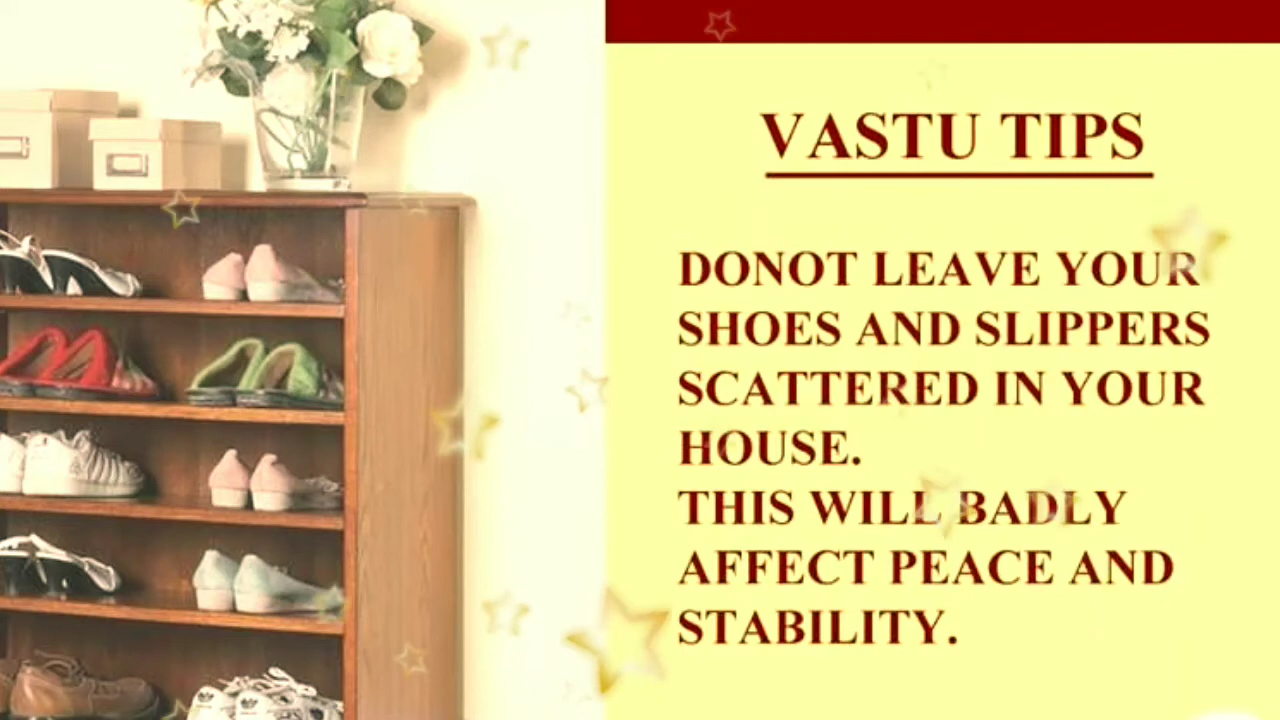 VASTU TIPS
DONOT LEAVE YOUR
SHOES AND SLIPPERS
SCATTERED IN YOUR
HOUSE.
THIS WILL BADLY
AFFECT PEACE AND
STABILITY.